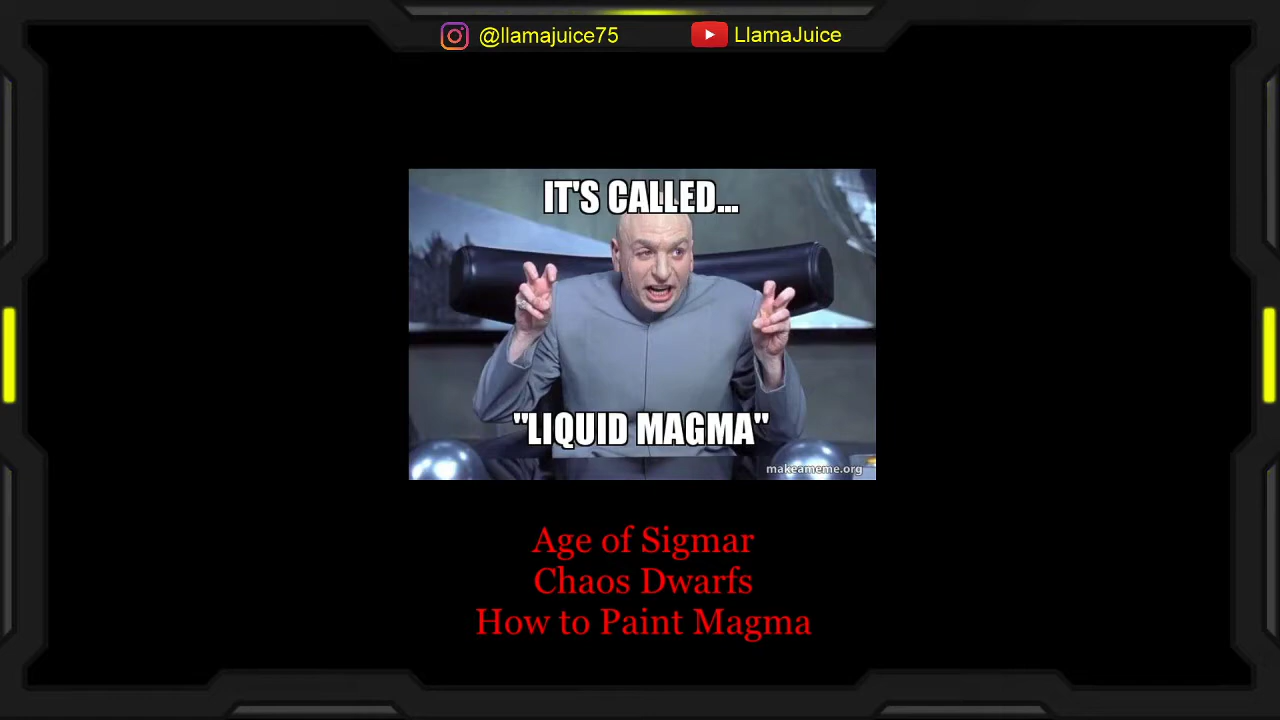 @llamajuice75
LlamaJuice
IT'S CALLED...
"LIQUID MAGMA"
makeameme.org
Age of Sigmar
Chaos Dwarfs
How to Paint Magma